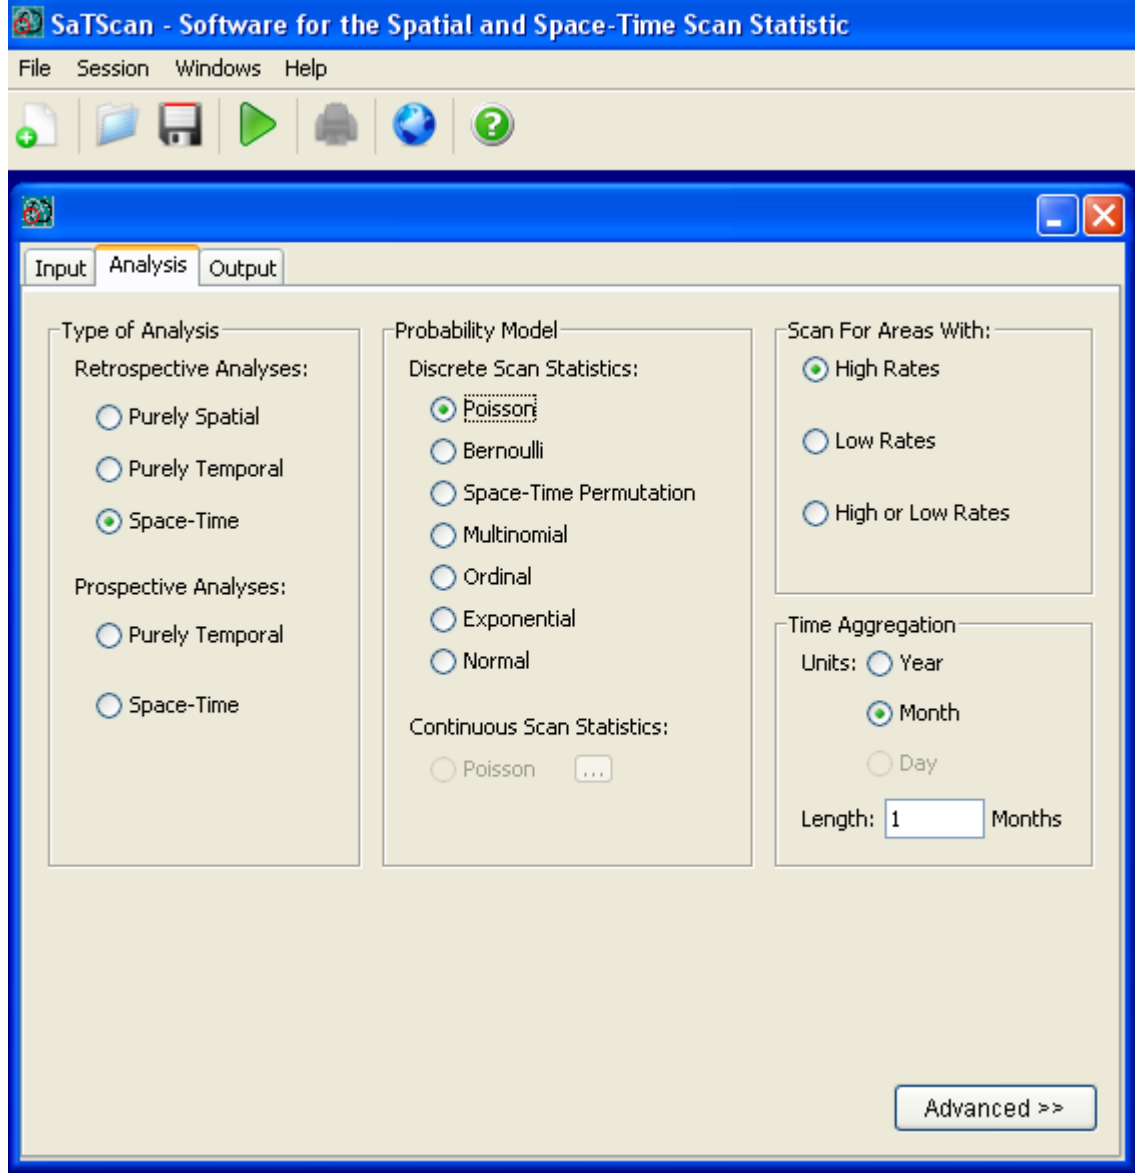 SaTScan - Software for the Spatial and Space-Time Scan Statistic
File Session Windows Help
Input Analysis Output
Type of Analysis
Retrospective Analyses:
Purely Spatial
Purely Temporal
Space-Time
Prospective Analyses:
Purely Temporal
Space-Time
Probability Model
Discrete Scan Statistics:
Poisson
Bernoulli
Space-Time Permutation
Multinomial
Ordinal
Exponential
Normal
Continuous Scan Statistics:
Poisson ...
Scan For Areas With:
High Rates
Low Rates
High or Low Rates
Time Aggregation
Units: Year
Month
Day
Length: 1 Months
Advanced >>